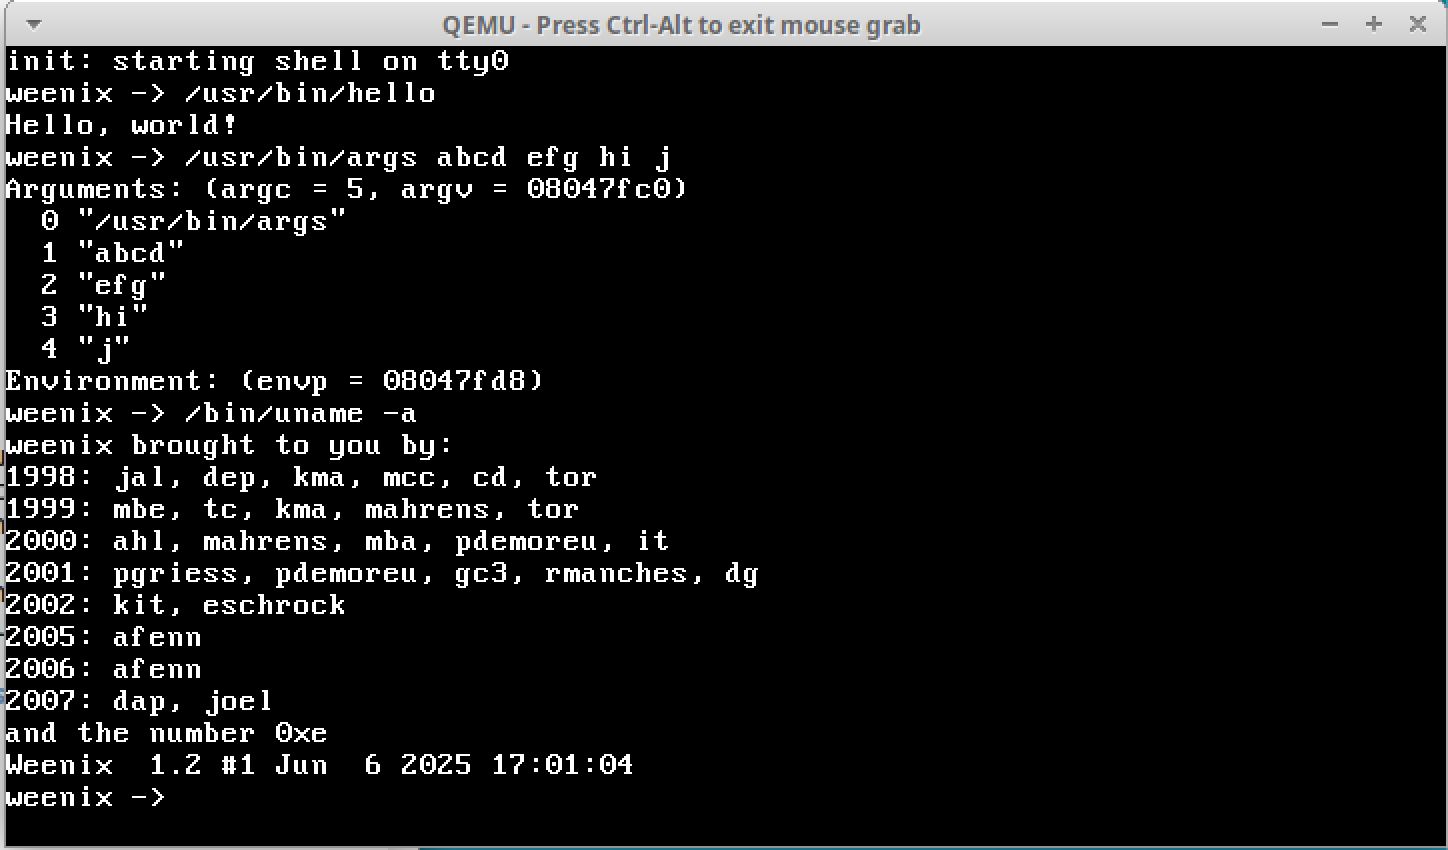 QEMU - Press Ctrl-Alt to exit mouse grab
init: starting shell on tty0
weenix -> /usr/bin/hello
Hello, world!
weenix -> /usr/bin/args abcd efg hi j
Arguments: (argc = 5, argv = 08047fc0)
  0 "/usr/bin/args"
  1 "abcd"
  2 "efg"
  3 "hi"
  4 "j"
Environment: (envp = 08047fd8)
weenix -> /bin/uname -a
weenix brought to you by:
1998: jal, dep, kma, mcc, cd, tor
1999: mbe, tc, kma, mahrens, tor
2000: ahl, mahrens, mba, pdemoreu, it
2001: pgriess, pdemoreu, gc3, rmanches, dg
2002: kit, eschrock
2005: afenn
2006: afenn
2007: dap, joel
and the number 0xe
Weenix  1.2 #1 Jun  6 2025 17:01:04
weenix ->